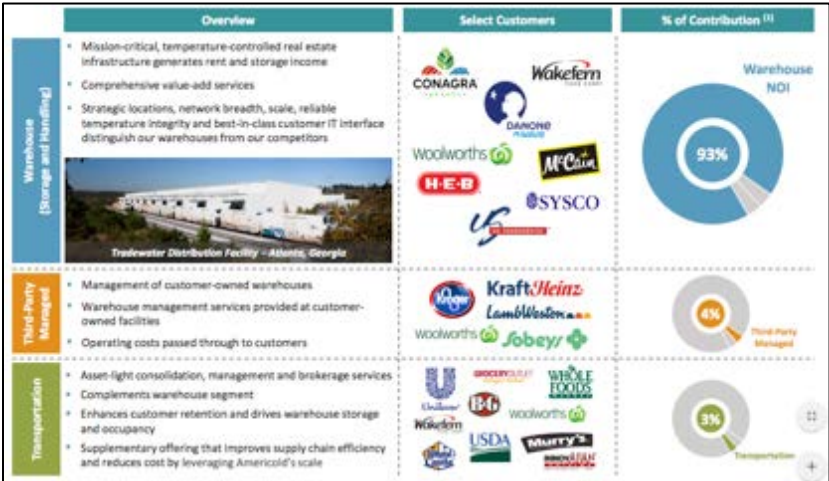 Overview
Select Customers
% of Contribution (1)
Warehouse
(Storage and Handling)
Mission-critical, temperature-controlled real estate
infrastructure generates rent and storage income
Comprehensive value-add services
Strategic locations, network breadth, scale, reliable
temperature integrity and best-in-class customer IT interface
distinguish our warehouses from our competitors
Tradewater Distribution Facility – Atlanta, Georgia
CONAGRA
Wakefern
DANONE
Woolworths
McCain
H-E-B
SYSCO
US
Warehouse
NOI
93%
Third-Party
Managed
Management of customer-owned warehouses
Warehouse management services provided at customer-
owned facilities
Operating costs passed through to customers
Kroger
KraftHeinz
LambWeston
Woolworths
Sobeys
4%
Third-Party
Managed
Transportation
Asset-light consolidation, management and brokerage services
Complements warehouse segment
Enhances customer retention and drives warehouse storage
and occupancy
Supplementary offering that improves supply chain efficiency
and reduces cost by leveraging Americold's scale
Unilever
GROCERY OUTLET
WHOLE
FOODS
MARKET
B&G
Woolworths
Wakefern
USDA
Murry's
3%
Transportation